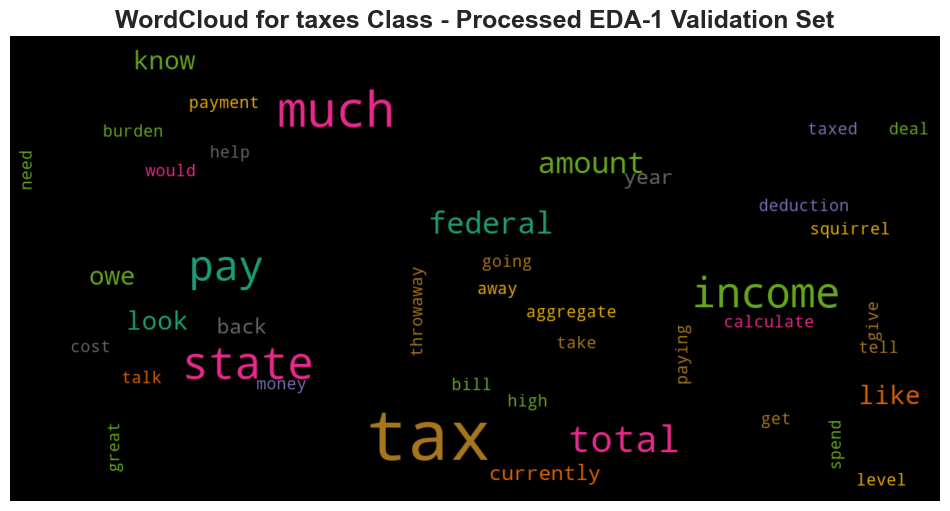 WordCloud for taxes Class - Processed EDA-1 Validation Set
know
payment
much
burden
taxed
deal
help
need
would
amount
year
deduction
squirrel
federal
pay
going
owe
away
throwaway
income
aggregate
look
back
calculate
give
cost
take
paying
tell
state
talk
money
bill
high
like
tax
total
get
great
spend
currently
level